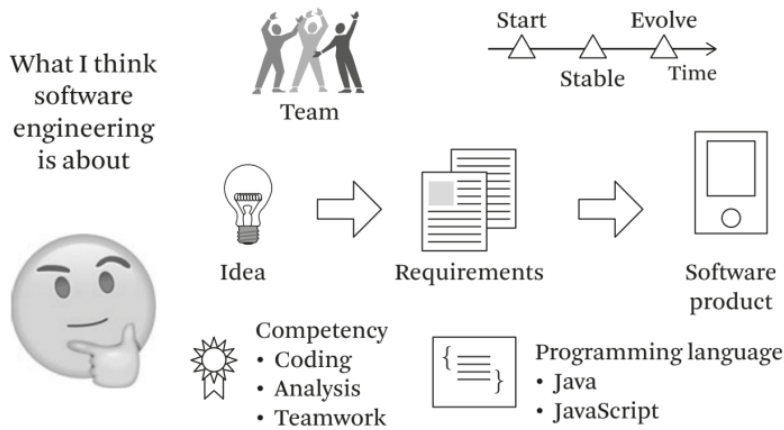 What I think
software
engineering
is about
Team
Start
Evolve
Stable
Time
Idea
Requirements
Software
product
Competency
• Coding
• Analysis
• Teamwork
{
}
Programming language
• Java
• JavaScript